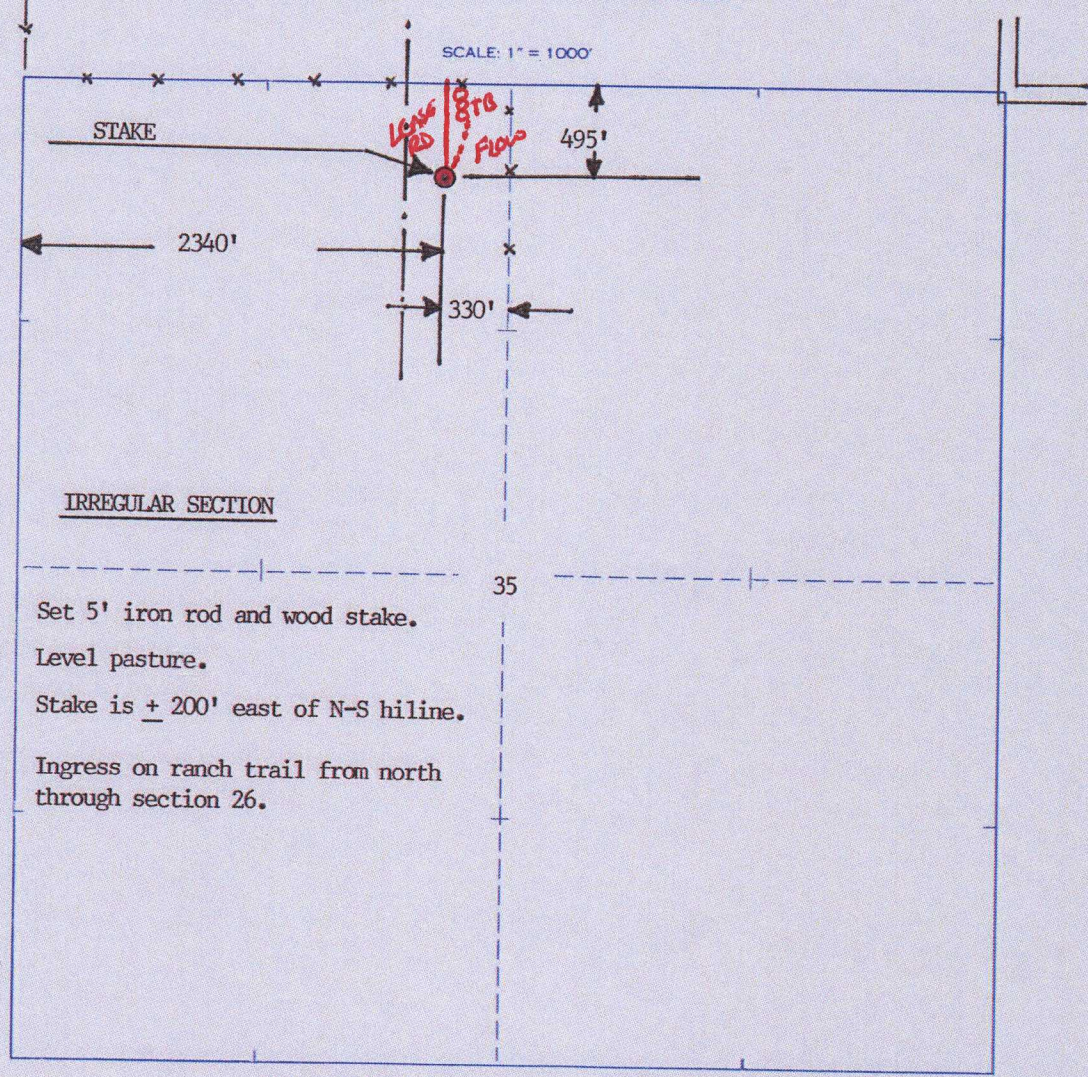 SCALE: 1" = 1000'
LEASE RD
TB
FLOW
STAKE
495'
2340'
330'
IRREGULAR SECTION
35
Set 5' iron rod and wood stake.
Level pasture.
Stake is ± 200' east of N-S hiline.
Ingress on ranch trail from north
through section 26.